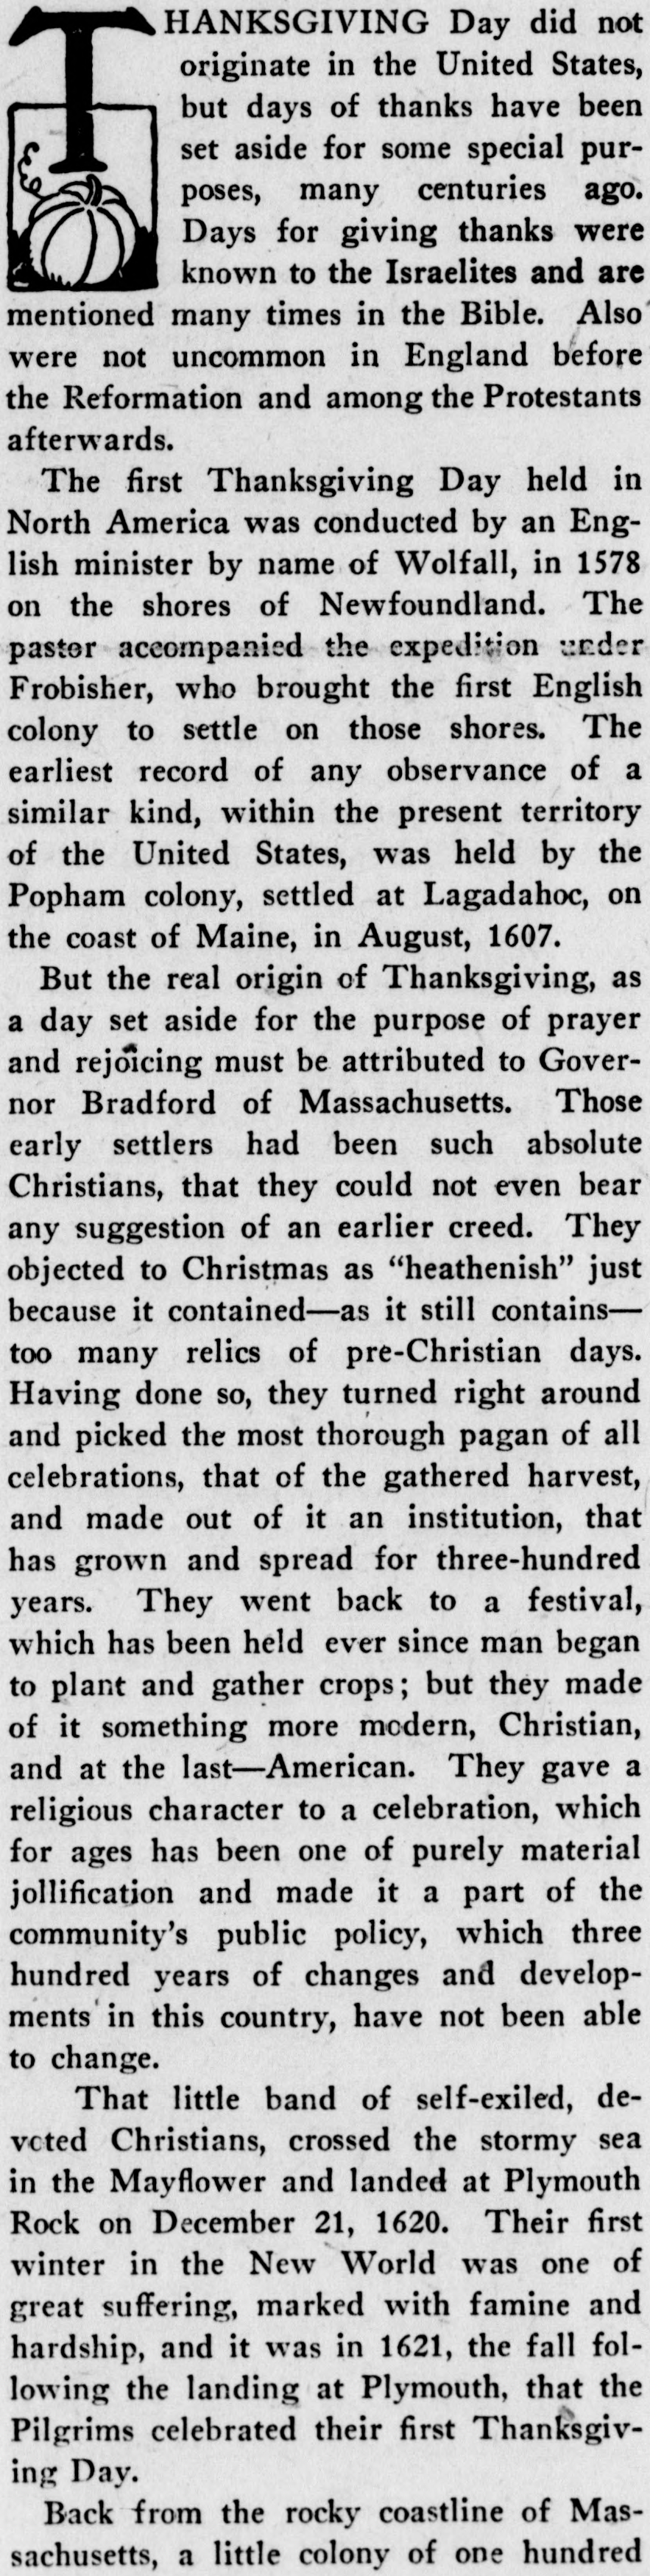 THANKSGIVING Day did not
originate in the United States,
but days of thanks have been
set aside for some special pur-
poses, many centuries ago.
Days for giving thanks were
known to the Israelites and are
mentioned many times in the Bible. Also
were not uncommon in England before
the Reformation and among the Protestants
afterwards.
The first Thanksgiving Day held in
North America was conducted by an Eng-
lish minister by name of Wolfall, in 1578
on the shores of Newfoundland. The
pastor accompanied the expedition under
Frobisher, who brought the first English
colony to settle on those shores. The
earliest record of any observance of a
similar kind, within the present territory
of the United States, was held by the
Popham colony, settled at Lagadahoc, on
the coast of Maine, in August, 1607.
But the real origin of Thanksgiving, as
a day set aside for the purpose of prayer
and rejoicing must be attributed to Gover-
nor Bradford of Massachusetts. Those
early settlers had been such absolute
Christians, that they could not even bear
any suggestion of an earlier creed. They
objected to Christmas as “heathenish” just
because it contained—as it still contains—
too many relics of pre-Christian days.
Having done so, they turned right around
and picked the most thorough pagan of all
celebrations, that of the gathered harvest,
and made out of it an institution, that
has grown and spread for three-hundred
years. They went back to a festival,
which has been held ever since man began
to plant and gather crops; but they made
of it something more modern, Christian,
and at the last—American. They gave a
religious character to a celebration, which
for ages has been one of purely material
jollification and made it a part of the
community's public policy, which three
hundred years of changes and develop-
ments in this country, have not been able
to change.
That little band of self-exiled, de-
voted Christians, crossed the stormy sea
in the Mayflower and landed at Plymouth
Rock on December 21, 1620. Their first
winter in the New World was one of
great suffering, marked with famine and
hardship, and it was in 1621, the fall fol-
lowing the landing at Plymouth, that the
Pilgrims celebrated their first Thanksgiv-
ing Day.
Back from the rocky coastline of Mas-
sachusetts, a little colony of one hundred